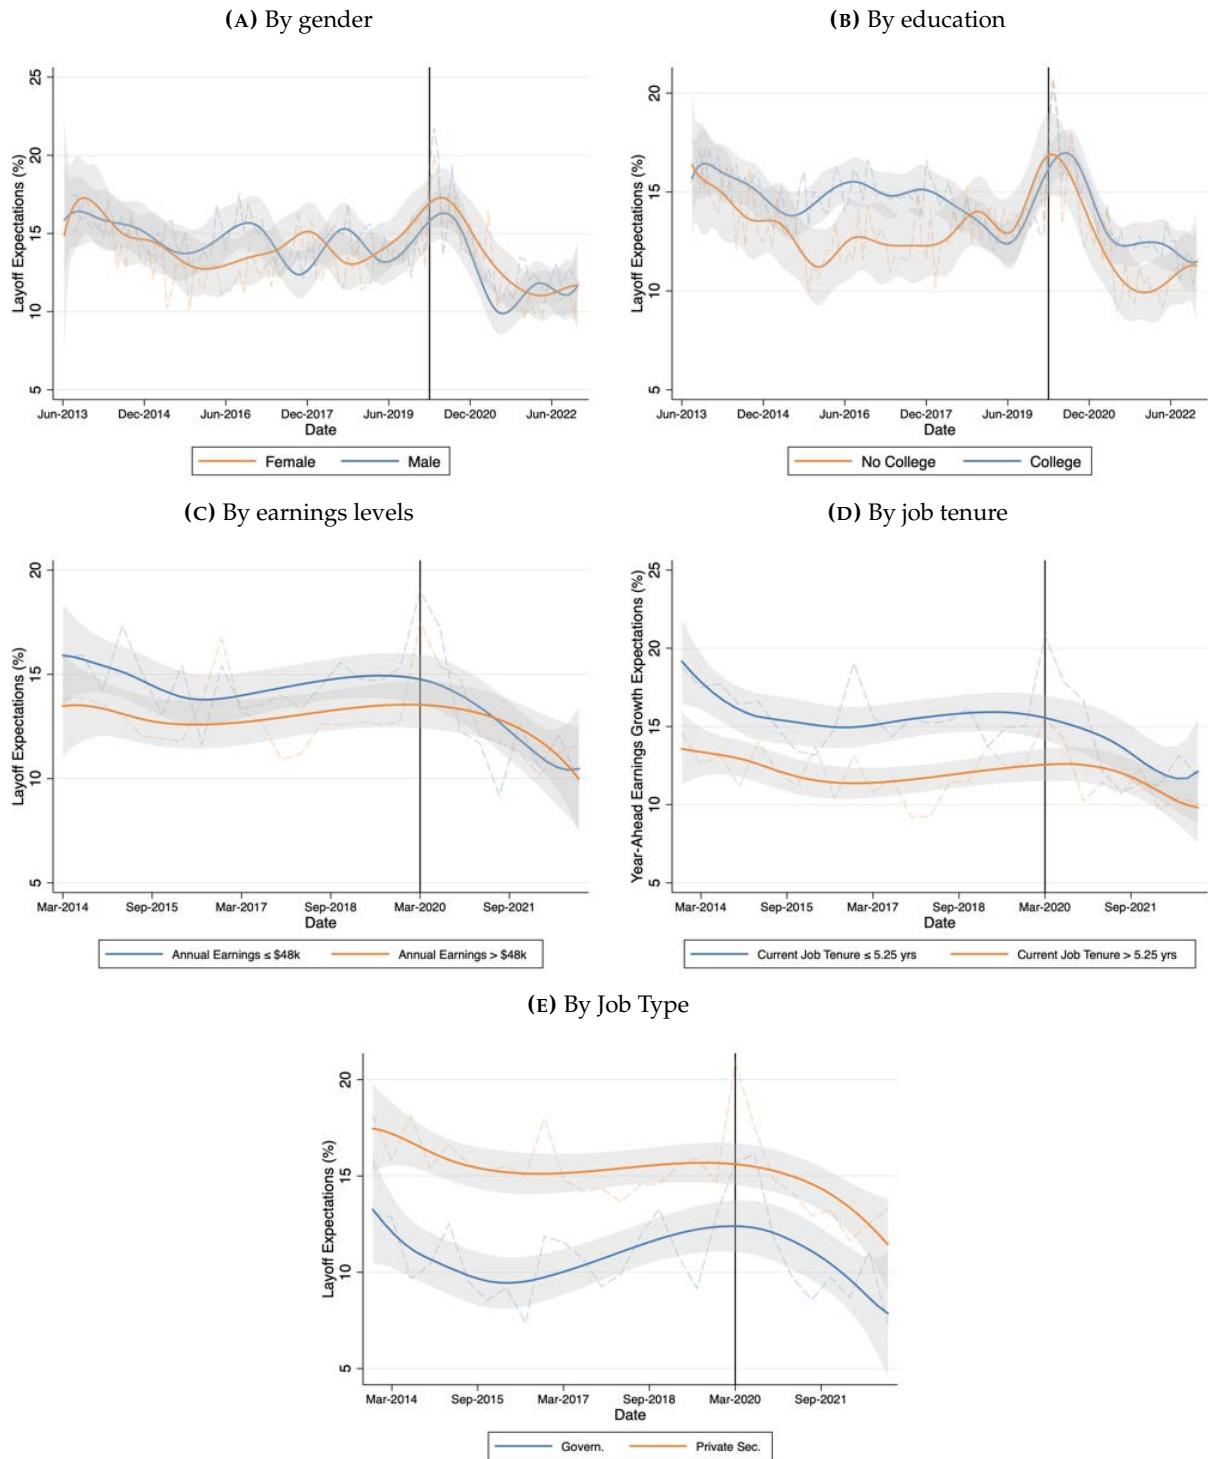 (A) By gender
(B) By education
25
20
15
10
5
Layoff Expectations (%)
Jun-2013 Dec-2014 Jun-2016 Dec-2017 Jun-2019 Dec-2020 Jun-2022
Date
Female Male
20
15
10
5
Layoff Expectations (%)
Jun-2013 Dec-2014 Jun-2016 Dec-2017 Jun-2019 Dec-2020 Jun-2022
Date
No College College
(C) By earnings levels
(D) By job tenure
20
15
10
5
Layoff Expectations (%)
Mar-2014 Sep-2015 Mar-2017 Sep-2018 Mar-2020 Sep-2021
Date
Annual Earnings ≤ $48k Annual Earnings > $48k
25
20
15
10
5
Year-Ahead Earnings Growth Expectations (%)
Mar-2014 Sep-2015 Mar-2017 Sep-2018 Mar-2020 Sep-2021
Date
Current Job Tenure ≤ 5.25 yrs Current Job Tenure > 5.25 yrs
(E) By Job Type
20
15
10
5
Layoff Expectations (%)
Mar-2014 Sep-2015 Mar-2017 Sep-2018 Mar-2020 Sep-2021
Date
Govern. Private Sec.